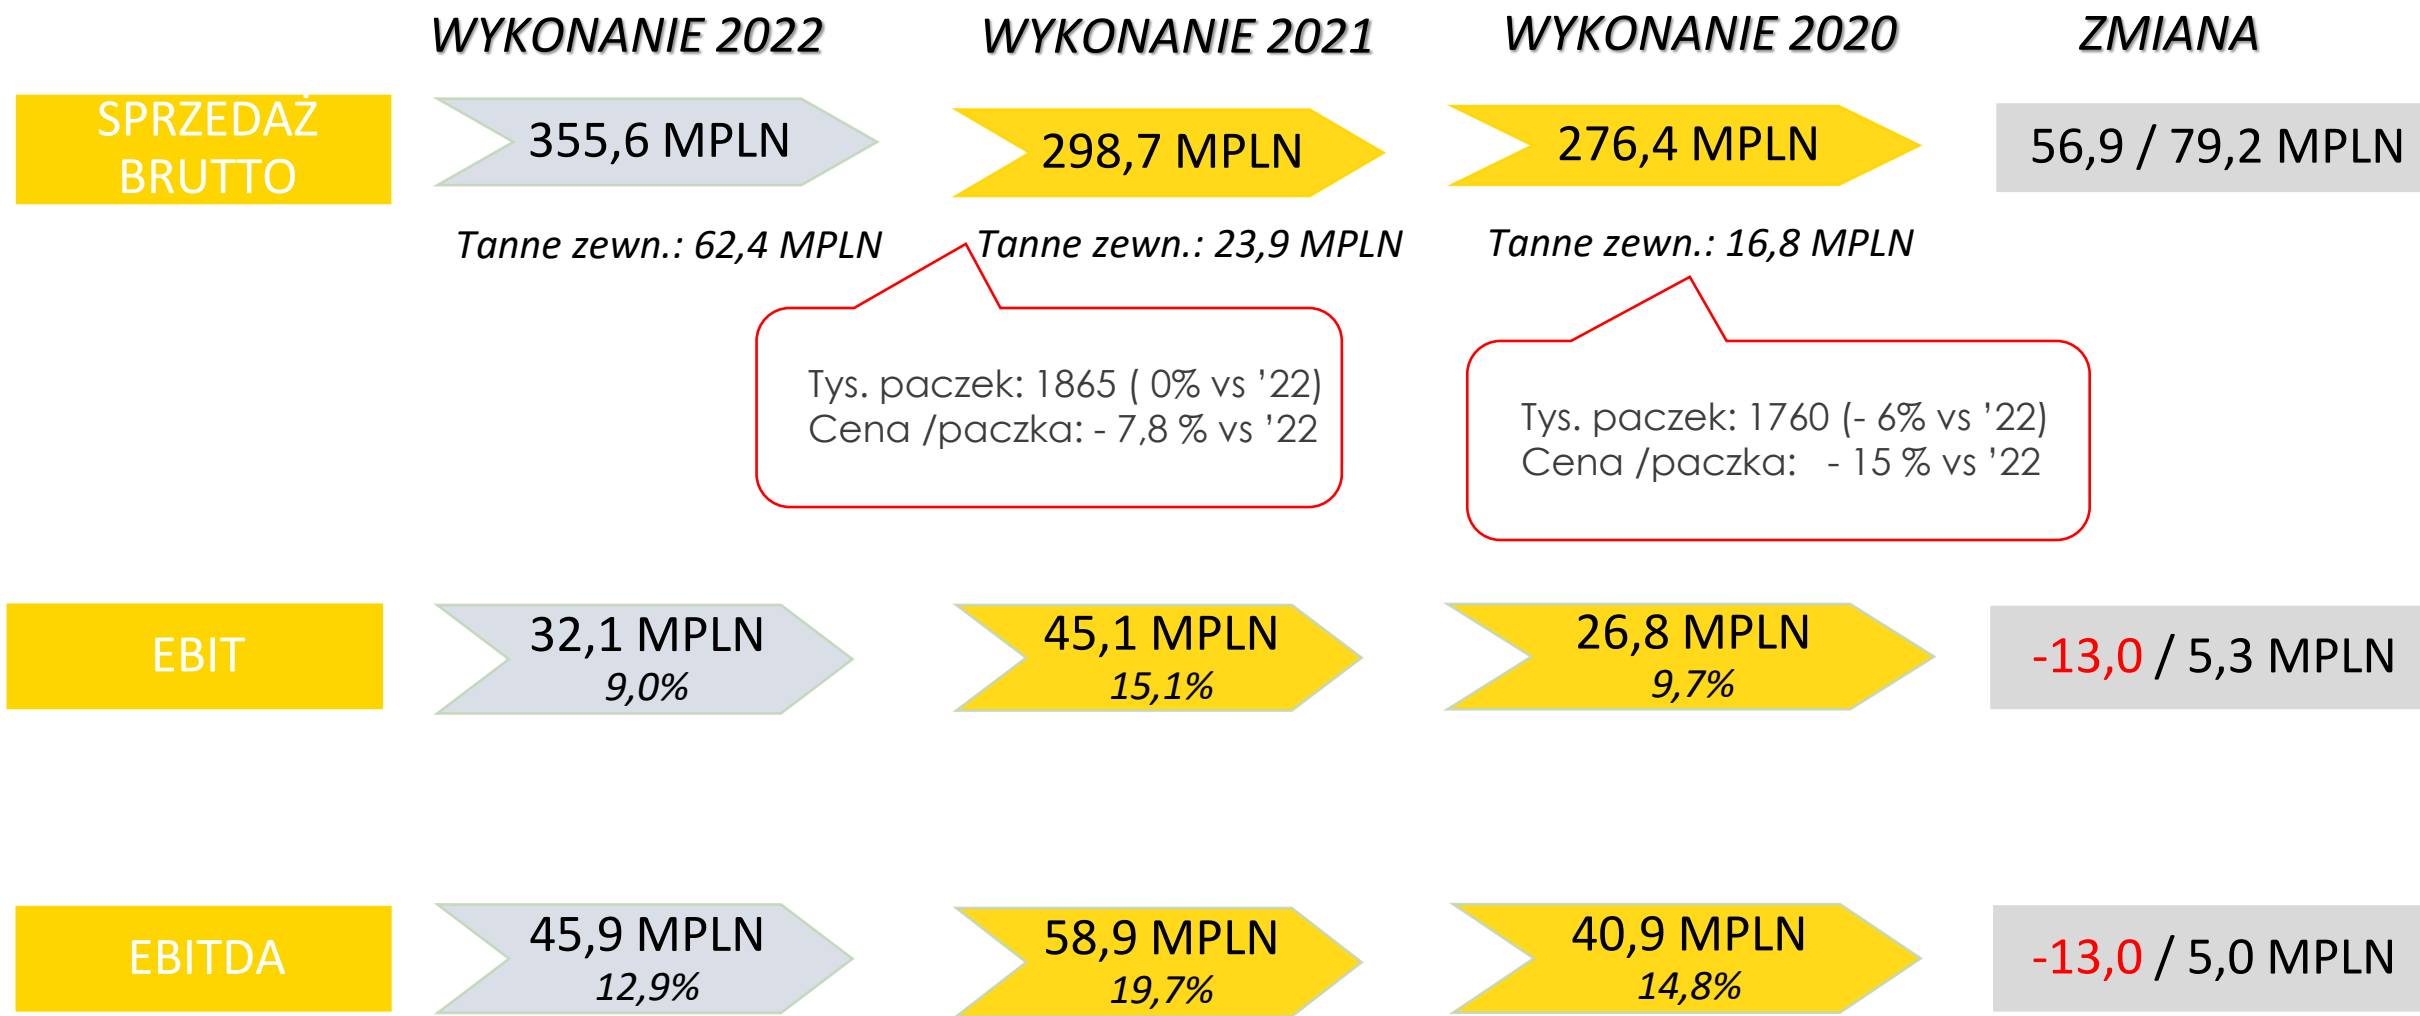 WYKONANIE 2022
WYKONANIE 2021
WYKONANIE 2020
ZMIANA
SPRZEDAŻ
BRUTTO
355,6 MPLN
298,7 MPLN
276,4 MPLN
56,9 / 79,2 MPLN
Tanne zewn.: 62,4 MPLN
Tanne zewn.: 23,9 MPLN
Tanne zewn.: 16,8 MPLN
Tys. paczek: 1865 ( 0% vs ’22)
Cena /paczka: - 7,8 % vs ’22
Tys. paczek: 1760 (- 6% vs ’22)
Cena /paczka: - 15 % vs ’22
EBIT
32,1 MPLN
9,0%
45,1 MPLN
15,1%
26,8 MPLN
9,7%
-13,0 / 5,3 MPLN
EBITDA
45,9 MPLN
12,9%
58,9 MPLN
19,7%
40,9 MPLN
14,8%
-13,0 / 5,0 MPLN